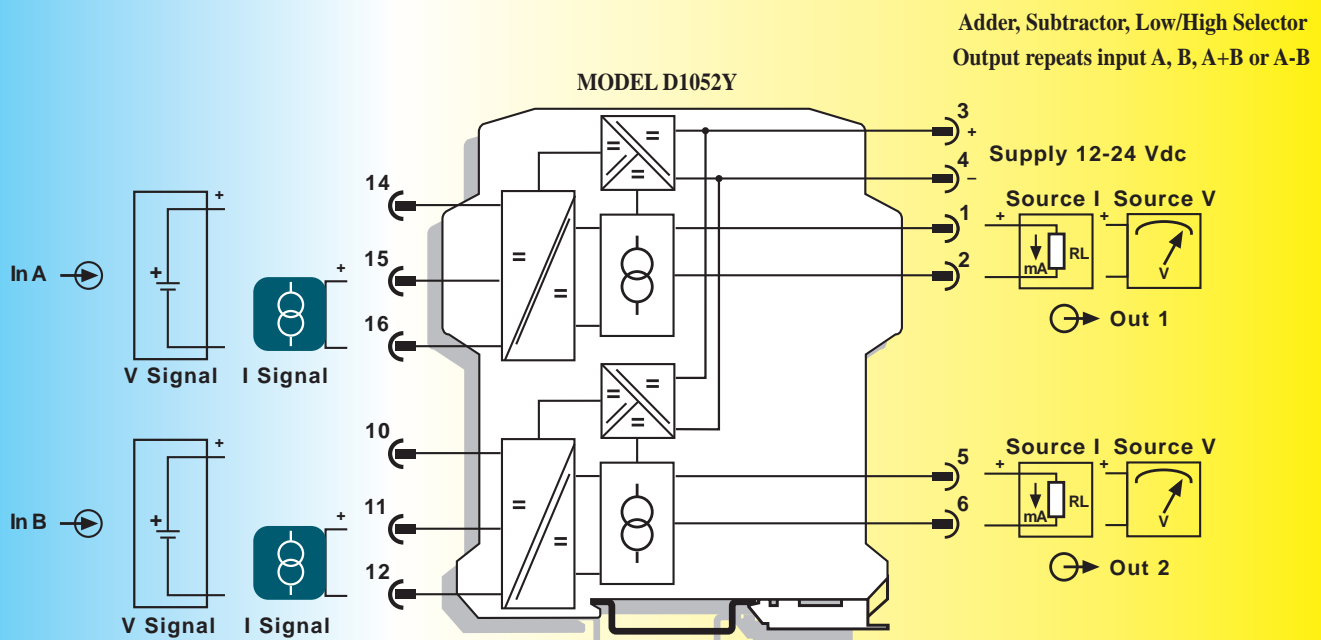 Adder, Subtractor, Low/High Selector
Output repeats input A, B, A+B or A-B
MODEL D1052Y
3
+
4
–
Supply 12-24 Vdc
14
15
16
+
+
+
In A
V Signal
I Signal
=
=
=
=
=
1
2
Source I
Source V
+
+
mA
RL
V
Out 1
10
11
12
+
+
+
In B
V Signal
I Signal
=
=
=
=
=
5
6
Source I
Source V
+
+
mA
RL
V
Out 2